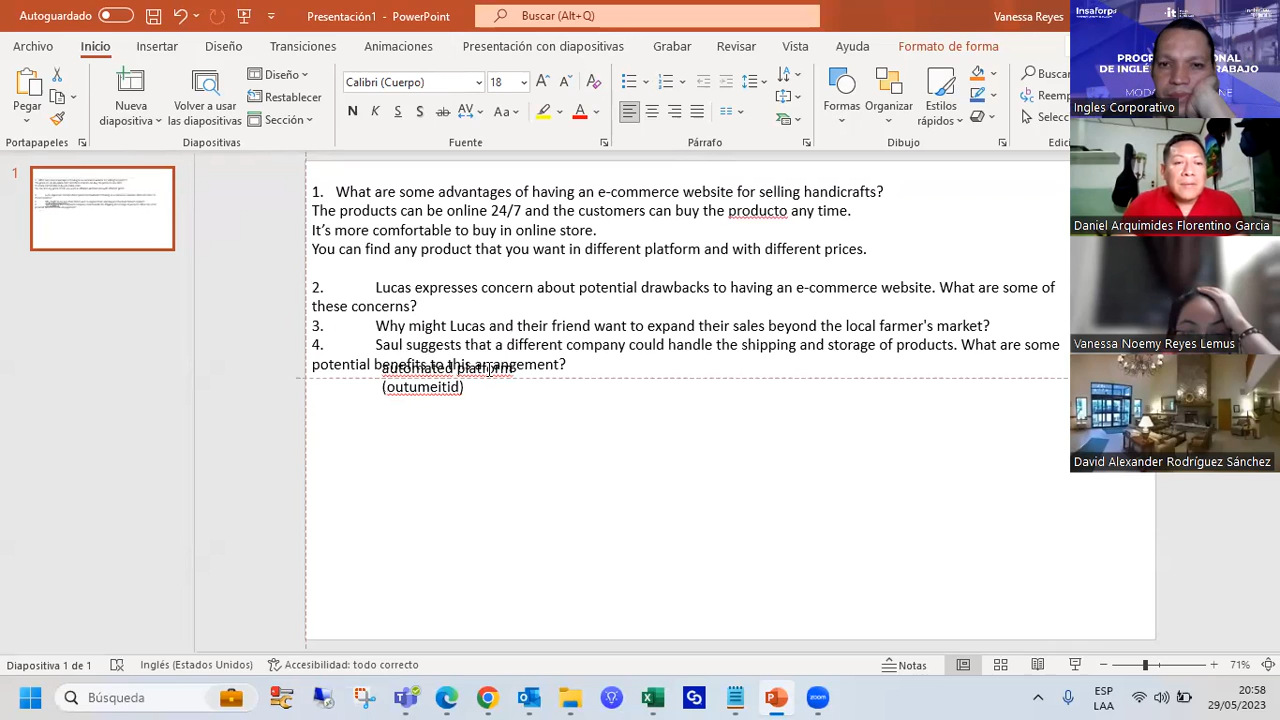 Autoguardado
Presentación1 - PowerPoint
Buscar (Alt+Q)
Vanessa Reyes
Archivo Inicio Insertar Diseño Transiciones Animaciones Presentación con diapositivas Grabar Revisar Vista Ayuda Formato de forma
Pegar
Portapapeles
Nueva diapositiva
Volver a usar las diapositivas
Diseño
Restablecer
Sección
Diapositivas
Calibri (Cuerpo) 18
N K S ab
Aa
Fuente
Párrafo
Formas
Organizar
Estilos rápidos
Dibujo
Buscar
Reemp
Selecc
Edici
1
1. What are some advantages of having an e-commerce website for selling handicrafts?
The products can be online 24/7 and the customers can buy the producto any time.
It's more comfortable to buy in online store.
You can find any product that you want in different platform and with different prices.
2. Lucas expresses concern about potential drawbacks to having an e-commerce website. What are some of
these concerns?
3. Why might Lucas and their friend want to expand their sales beyond the local farmer's market?
4. Saul suggests that a different company could handle the shipping and storage of products. What are some
potential benefits to this arrangement?
automated
(outumeitid)
Insaforp
Ingles Corporativo
Daniel Arquimides Florentino Garcia
Vanessa Noemy Reyes Lemus
David Alexander Rodríguez Sánchez
Diapositiva 1 de 1
Inglés (Estados Unidos)
Accesibilidad: todo correcto
Notas
71%
Búsqueda
ESP
LAA
20:58
29/05/2023